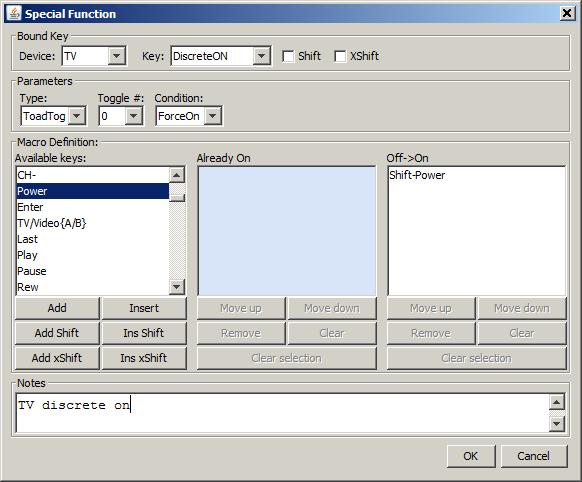 Special Function
Bound Key
Device: TV Key: DiscreteON Shift XShift
Parameters
Type: Toggle #: Condition:
ToadTog 0 ForceOn
Macro Definition:
Available keys: Already On Off->On
CH- Shift-Power
Power
Enter
TV/Video{A/B}
Last
Play
Pause
Rew
Add Insert Move up Move down Move up Move down
Add Shift Ins Shift Remove Clear Remove Clear
Add xShift Ins xShift Clear selection Clear selection
Notes
TV discrete on
OK Cancel